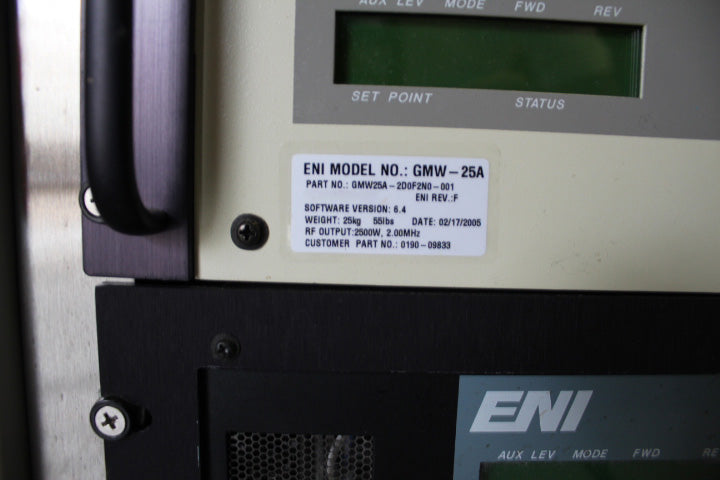 AUX LEV MODE FWD REV
SET POINT STATUS
ENI MODEL NO.: GMW-25A
PART NO.: GMW25A-2D0F2N0-001
ENI REV.:F
SOFTWARE VERSION: 6.4
WEIGHT: 25kg 55lbs DATE: 02/17/2005
RF OUTPUT:2500W, 2.00MHz
CUSTOMER PART NO.: 0190-09833
ENI
AUX LEV MODE FWD RE